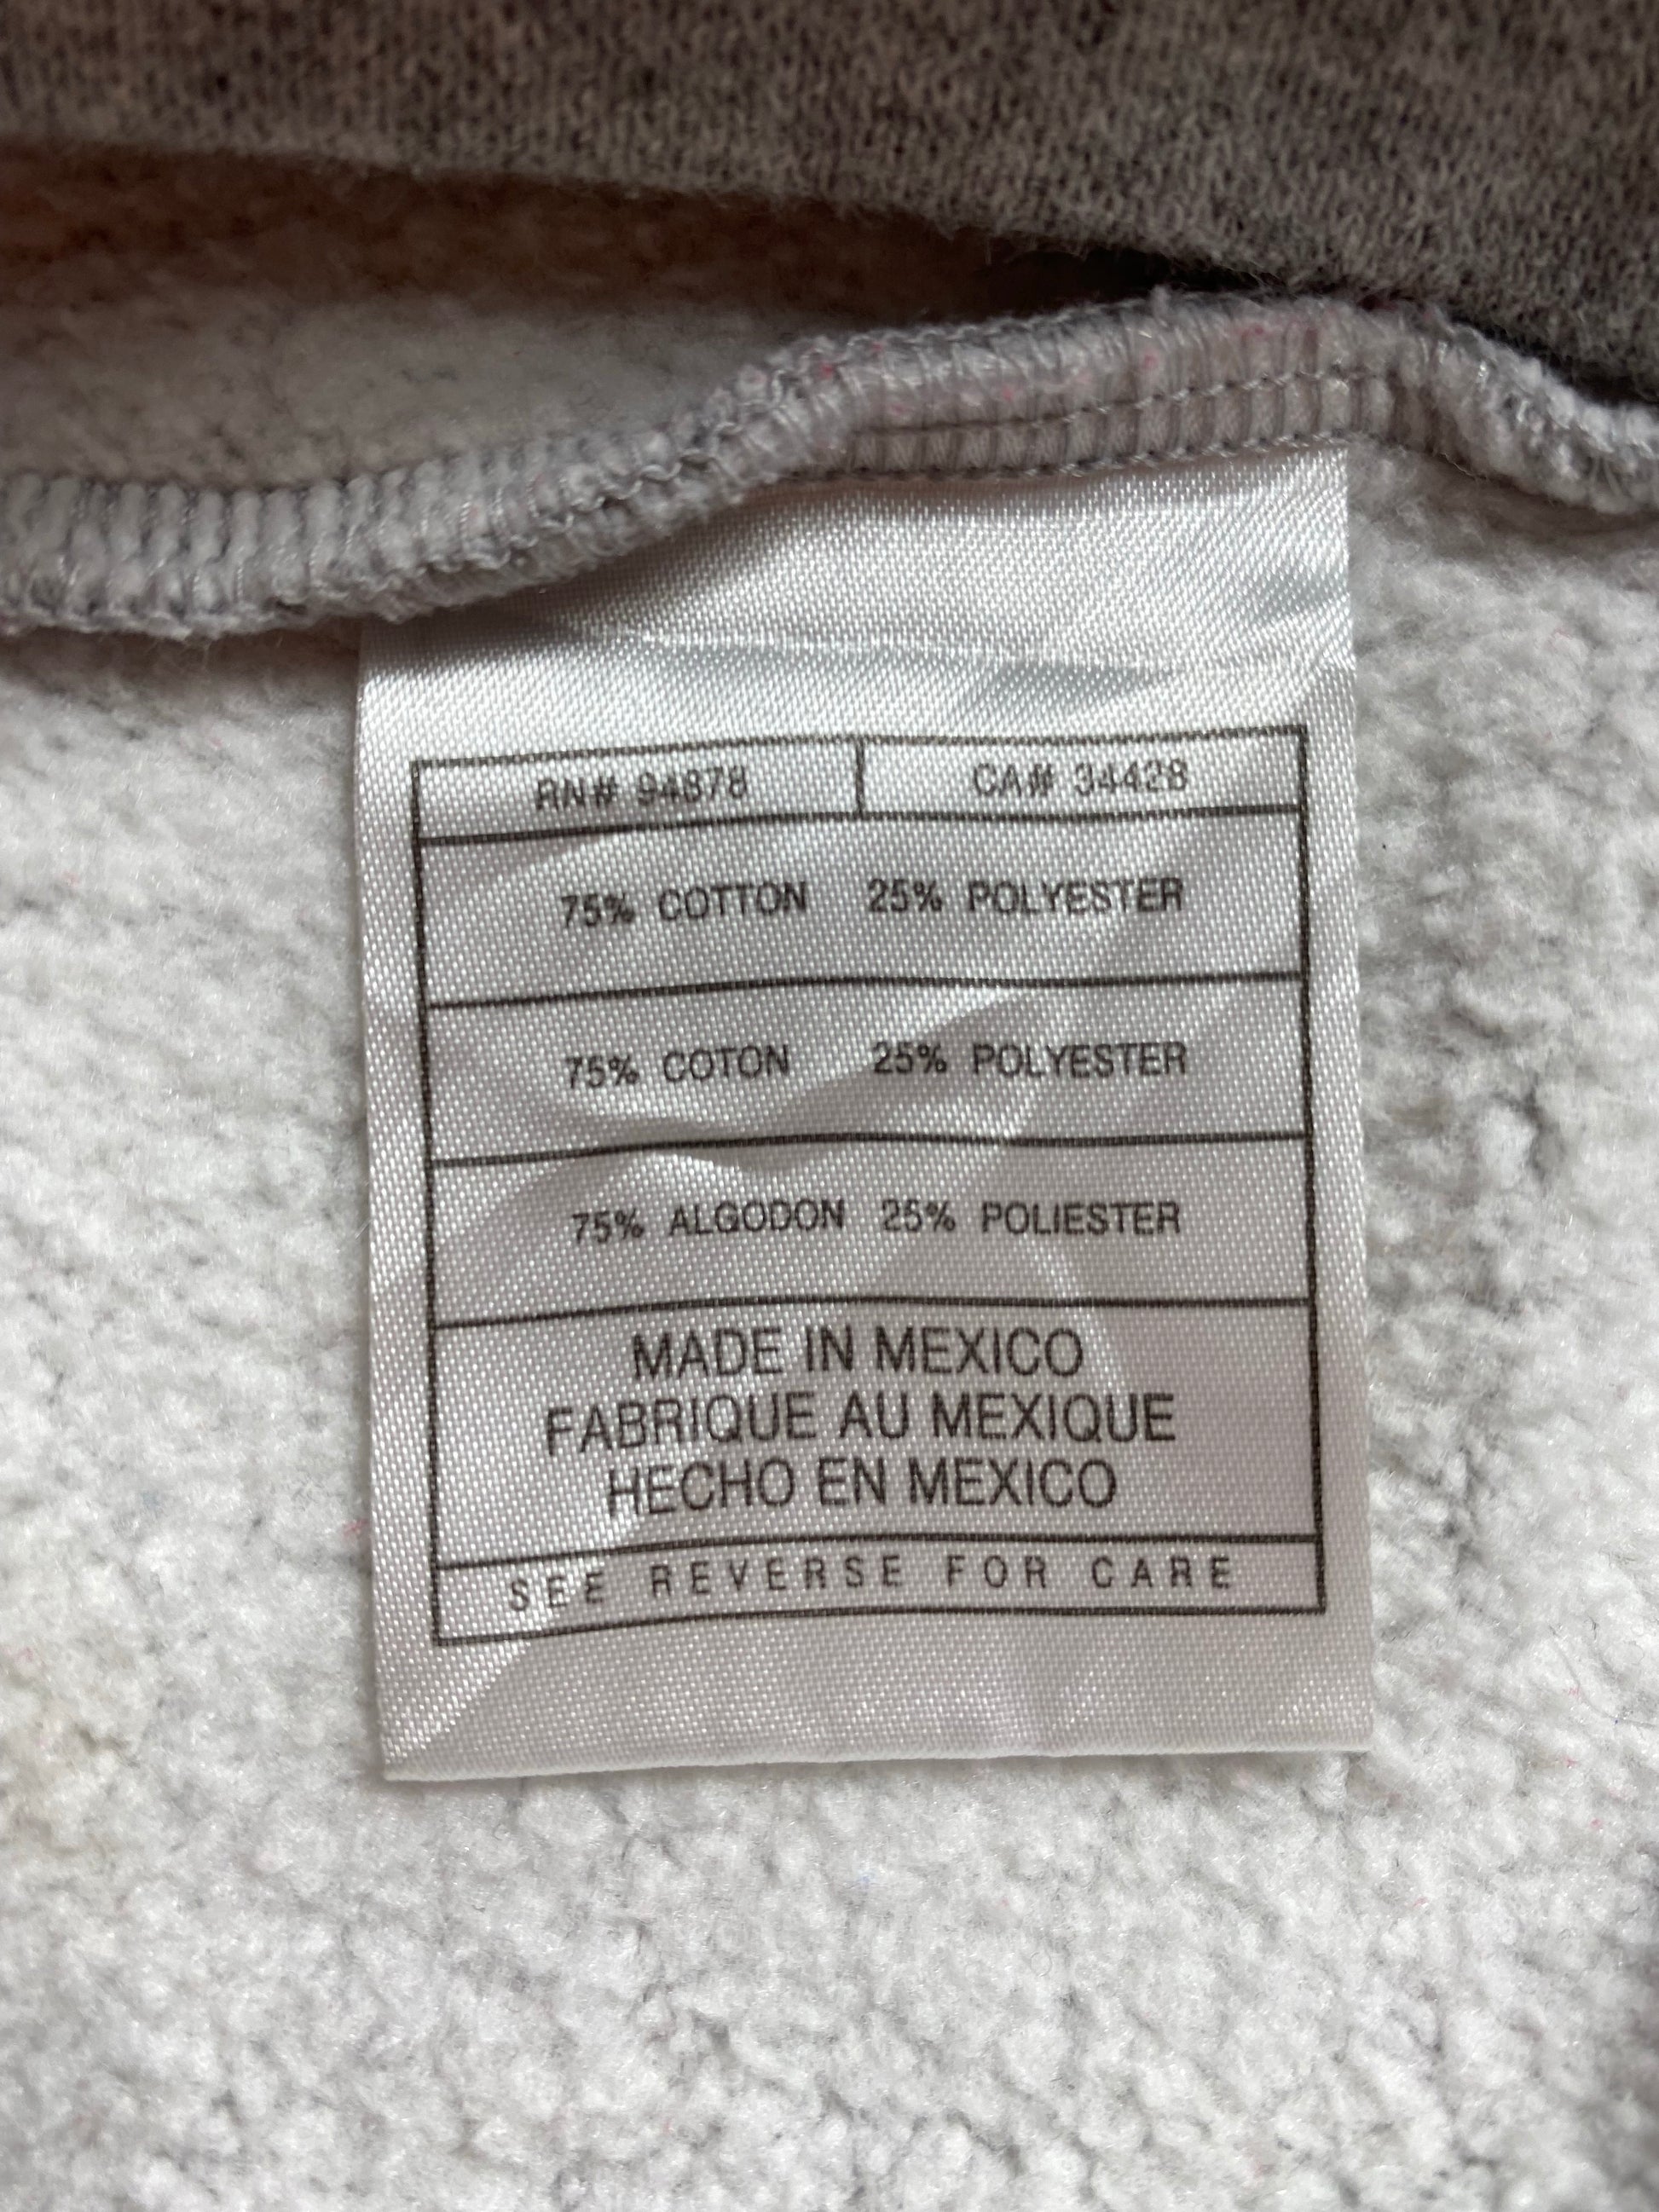 RN# 94878 CA# 34428
75% COTTON 25% POLYESTER
75% COTON 25% POLYESTER
75% ALGODON 25% POLIESTER
MADE IN MEXICO
FABRIQUE AU MEXIQUE
HECHO EN MEXICO
SEE REVERSE FOR CARE